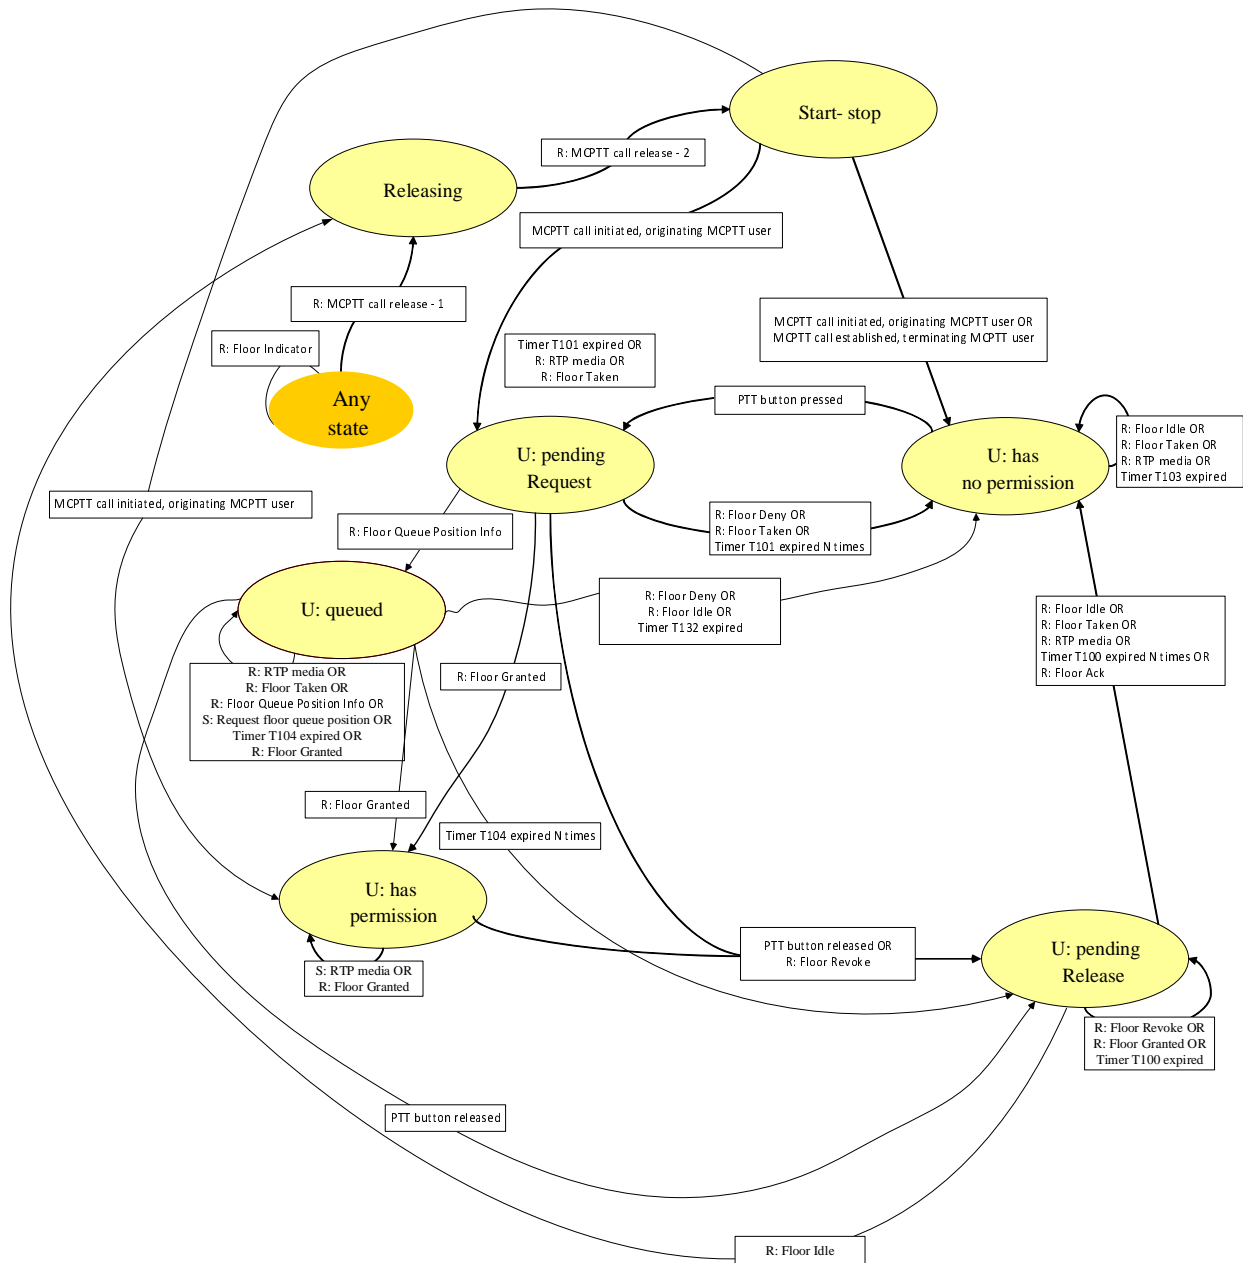 Start- stop
R: MCPTT call release - 2
Releasing
MCPTT call initiated, originating MCPTT user
R: MCPTT call release - 1
MCPTT call initiated, originating MCPTT user OR
MCPTT call established, terminating MCPTT user
R: Floor Indicator
Timer T101 expired OR
R: RTP media OR
R: Floor Taken
Any
state
PTT button pressed
R: Floor Idle OR
R: Floor Taken OR
R: RTP media OR
Timer T103 expired
U: pending
Request
U: has
no permission
MCPTT call initiated, originating MCPTT user
R: Floor Queue Position Info
R: Floor Deny OR
R: Floor Taken OR
Timer T101 expired N times
U: queued
R: Floor Deny OR
R: Floor Idle OR
Timer T132 expired
R: Floor Idle OR
R: Floor Taken OR
R: RTP media OR
Timer T100 expired N times OR
R: Floor Ack
R: RTP media OR
R: Floor Taken OR
R: Floor Queue Position Info OR
S: Request floor queue position OR
Timer T104 expired OR
R: Floor Granted
R: Floor Granted
R: Floor Granted
Timer T104 expired N times
U: has
permission
PTT button released OR
R: Floor Revoke
U: pending
Release
S: RTP media OR
R: Floor Granted
R: Floor Revoke OR
R: Floor Granted OR
Timer T100 expired
PTT button released
R: Floor Idle